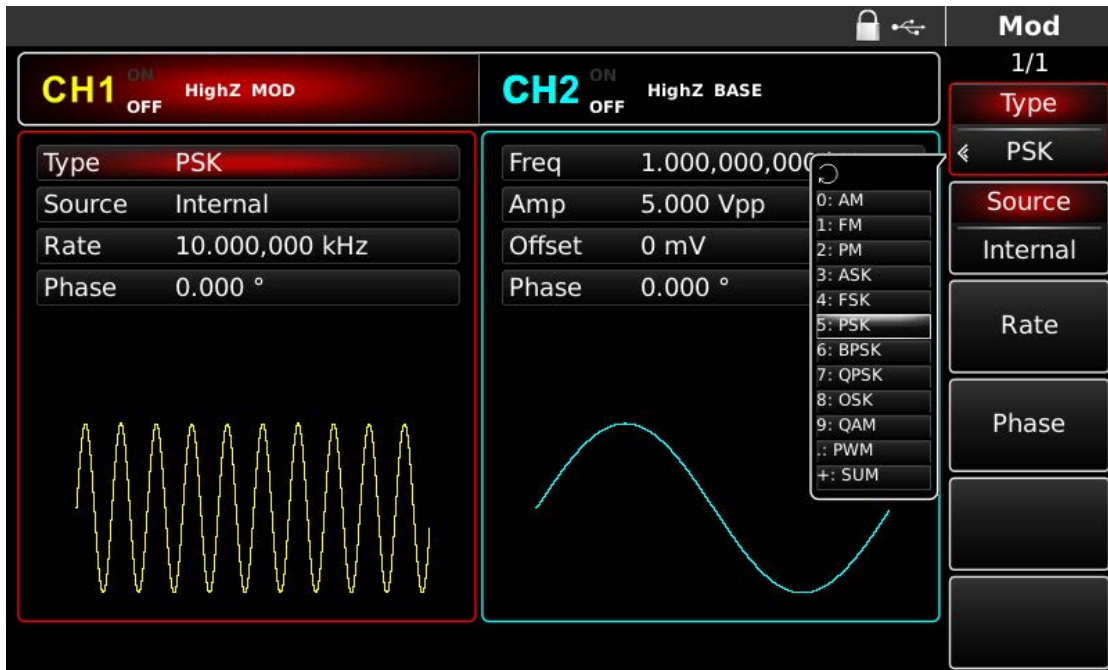 Mod
1/1
CH1 ON OFF HighZ MOD
CH2 ON OFF HighZ BASE
Type PSK
Source Internal
Rate 10.000,000 kHz
Phase 0.000 °
Freq 1.000,000,000
Amp 5.000 Vpp
Offset 0 mV
Phase 0.000 °
0: AM
1: FM
2: PM
3: ASK
4: FSK
5: PSK
6: BPSK
7: QPSK
8: OSK
9: QAM
.: PWM
+: SUM
Type
PSK
Source
Internal
Rate
Phase